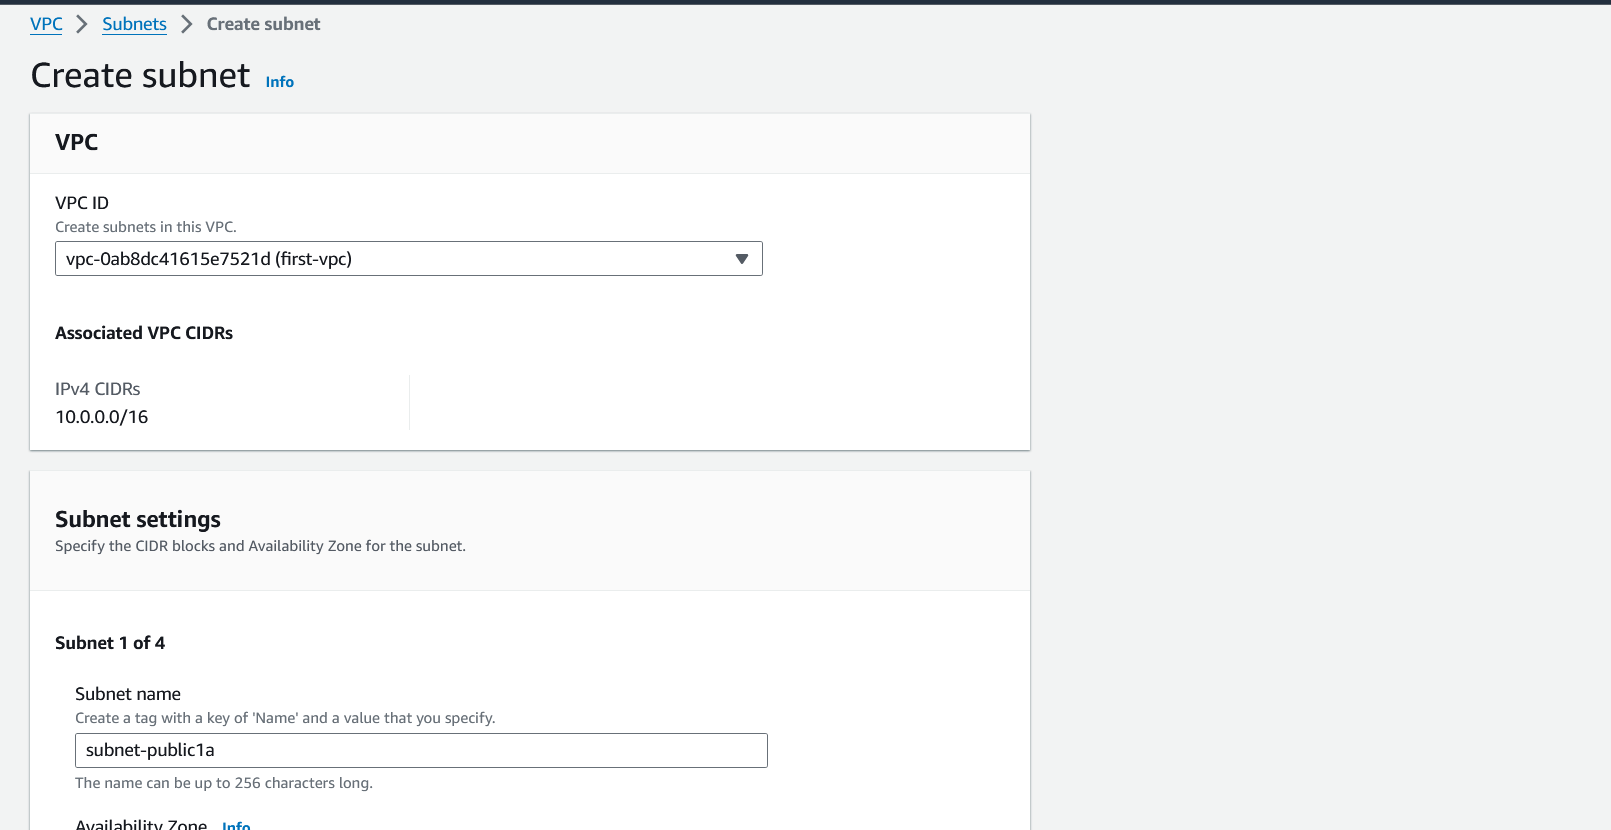 VPC > Subnets > Create subnet
Create subnet Info
VPC
VPC ID
Create subnets in this VPC.
vpc-0ab8dc41615e7521d (first-vpc)
Associated VPC CIDRs
IPv4 CIDRs
10.0.0.0/16
Subnet settings
Specify the CIDR blocks and Availability Zone for the subnet.
Subnet 1 of 4
Subnet name
Create a tag with a key of 'Name' and a value that you specify.
subnet-public1a
The name can be up to 256 characters long.
Availability Zone Info